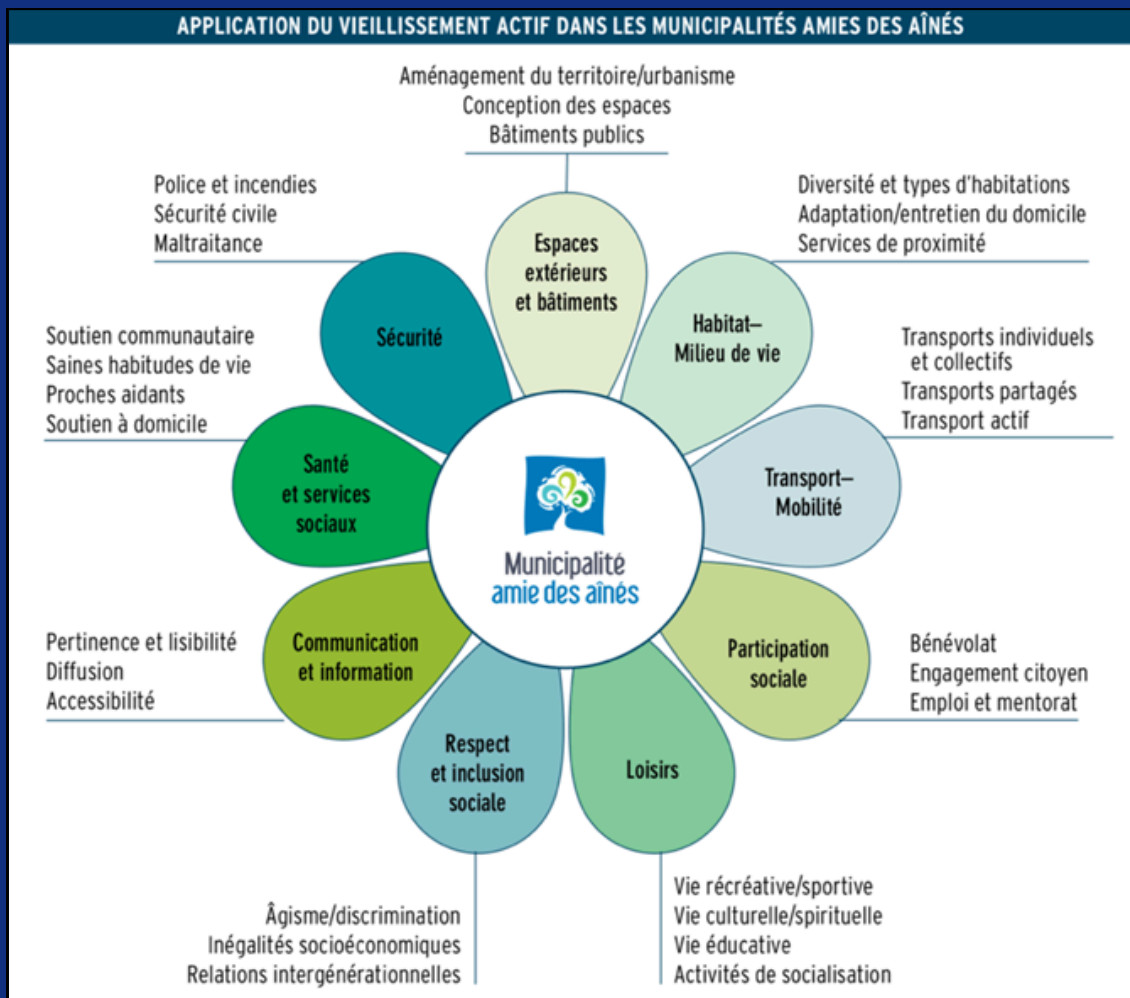 APPLICATION DU VIEILLISSEMENT ACTIF DANS LES MUNICIPALITÉS AMIES DES AÎNÉS
Aménagement du territoire/urbanisme
Conception des espaces
Bâtiments publics
Espaces
extérieurs
et bâtiments
Diversité et types d'habitations
Adaptation/entretien du domicile
Services de proximité
Habitat–
Milieu de vie
Transports individuels
et collectifs
Transports partagés
Transport actif
Transport–
Mobilité
Bénévolat
Engagement citoyen
Emploi et mentorat
Participation
sociale
Loisirs
Vie récréative/sportive
Vie culturelle/spirituelle
Vie éducative
Activités de socialisation
Respect
et inclusion
sociale
Âgisme/discrimination
Inégalités socioéconomiques
Relations intergénérationnelles
Communication
et information
Pertinence et lisibilité
Diffusion
Accessibilité
Santé
et services
sociaux
Soutien communautaire
Saines habitudes de vie
Proches aidants
Soutien à domicile
Sécurité
Police et incendies
Sécurité civile
Maltraitance
Municipalité
amie des aînés